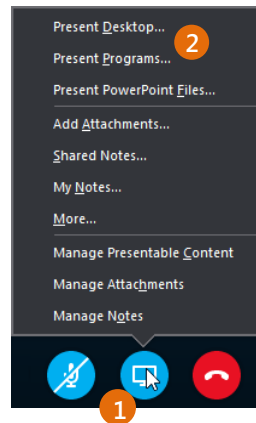 Present Desktop...
2
Present Programs...
Present PowerPoint Files...
Add Attachments...
Shared Notes...
My Notes...
More...
Manage Presentable Content
Manage Attachments
Manage Notes
1